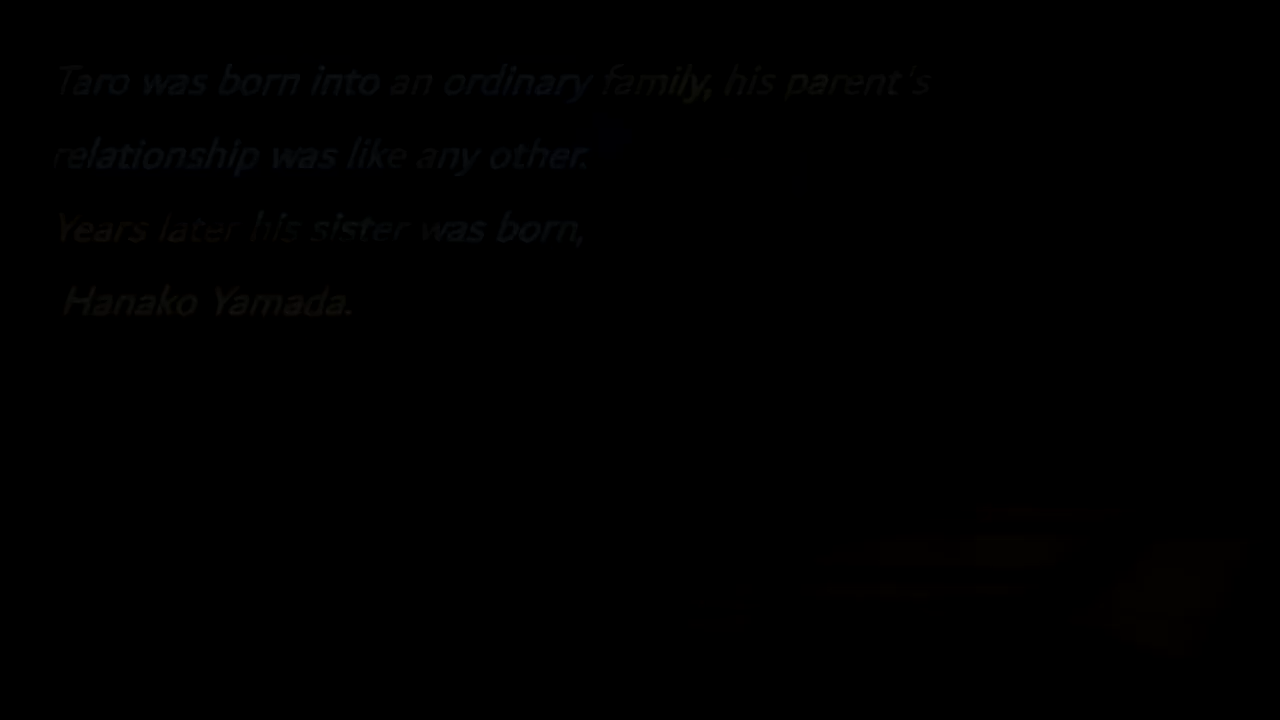 Taro was born into an ordinary family, his parent's
relationship was like any other.
Years later his sister was born,
Hanako Yamada.